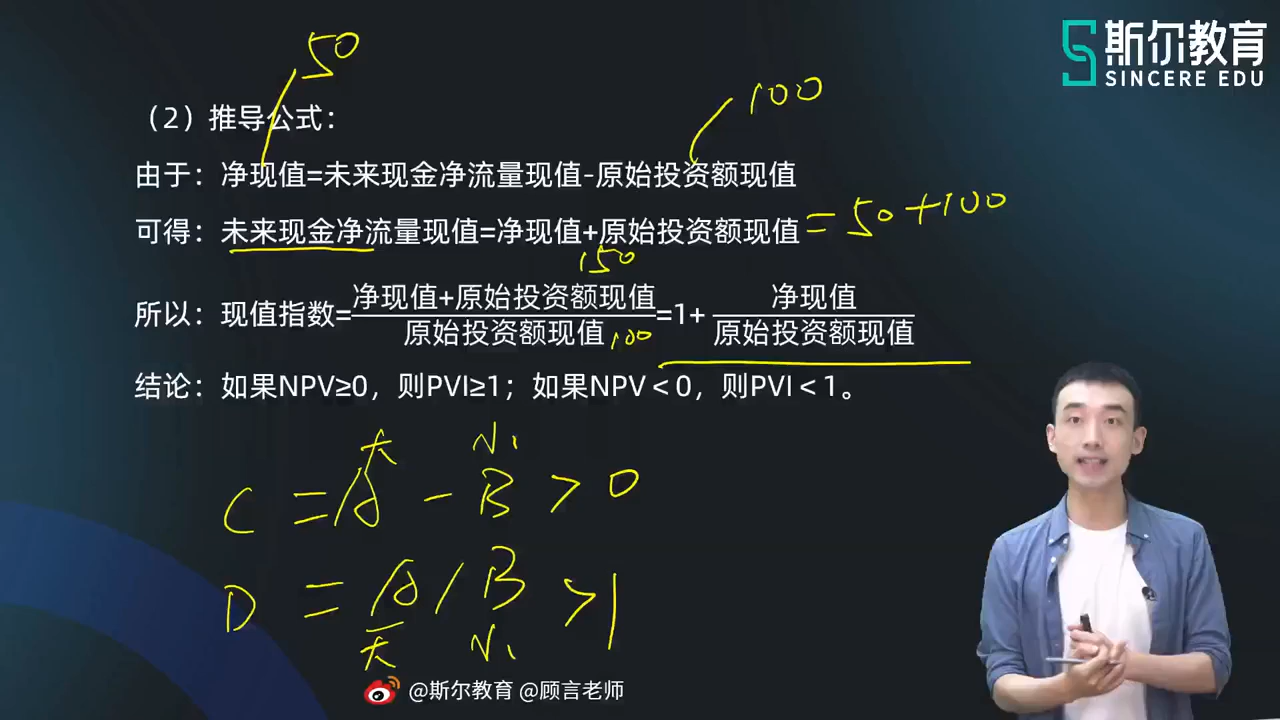 50
斯尔教育
SINCERE EDU
100
（2）推导公式：
由于：净现值=未来现金净流量现值-原始投资额现值
可得：未来现金净流量现值=净现值+原始投资额现值 = 50+100
150
所以：现值指数=净现值+原始投资额现值/原始投资额现值=1+净现值/原始投资额现值
100
结论：如果NPV≥0，则PVI≥1；如果NPV＜0，则PVI＜1。
大 小
C = A - B > 0
D = A / B >1
大 小
@斯尔教育 @顾言老师